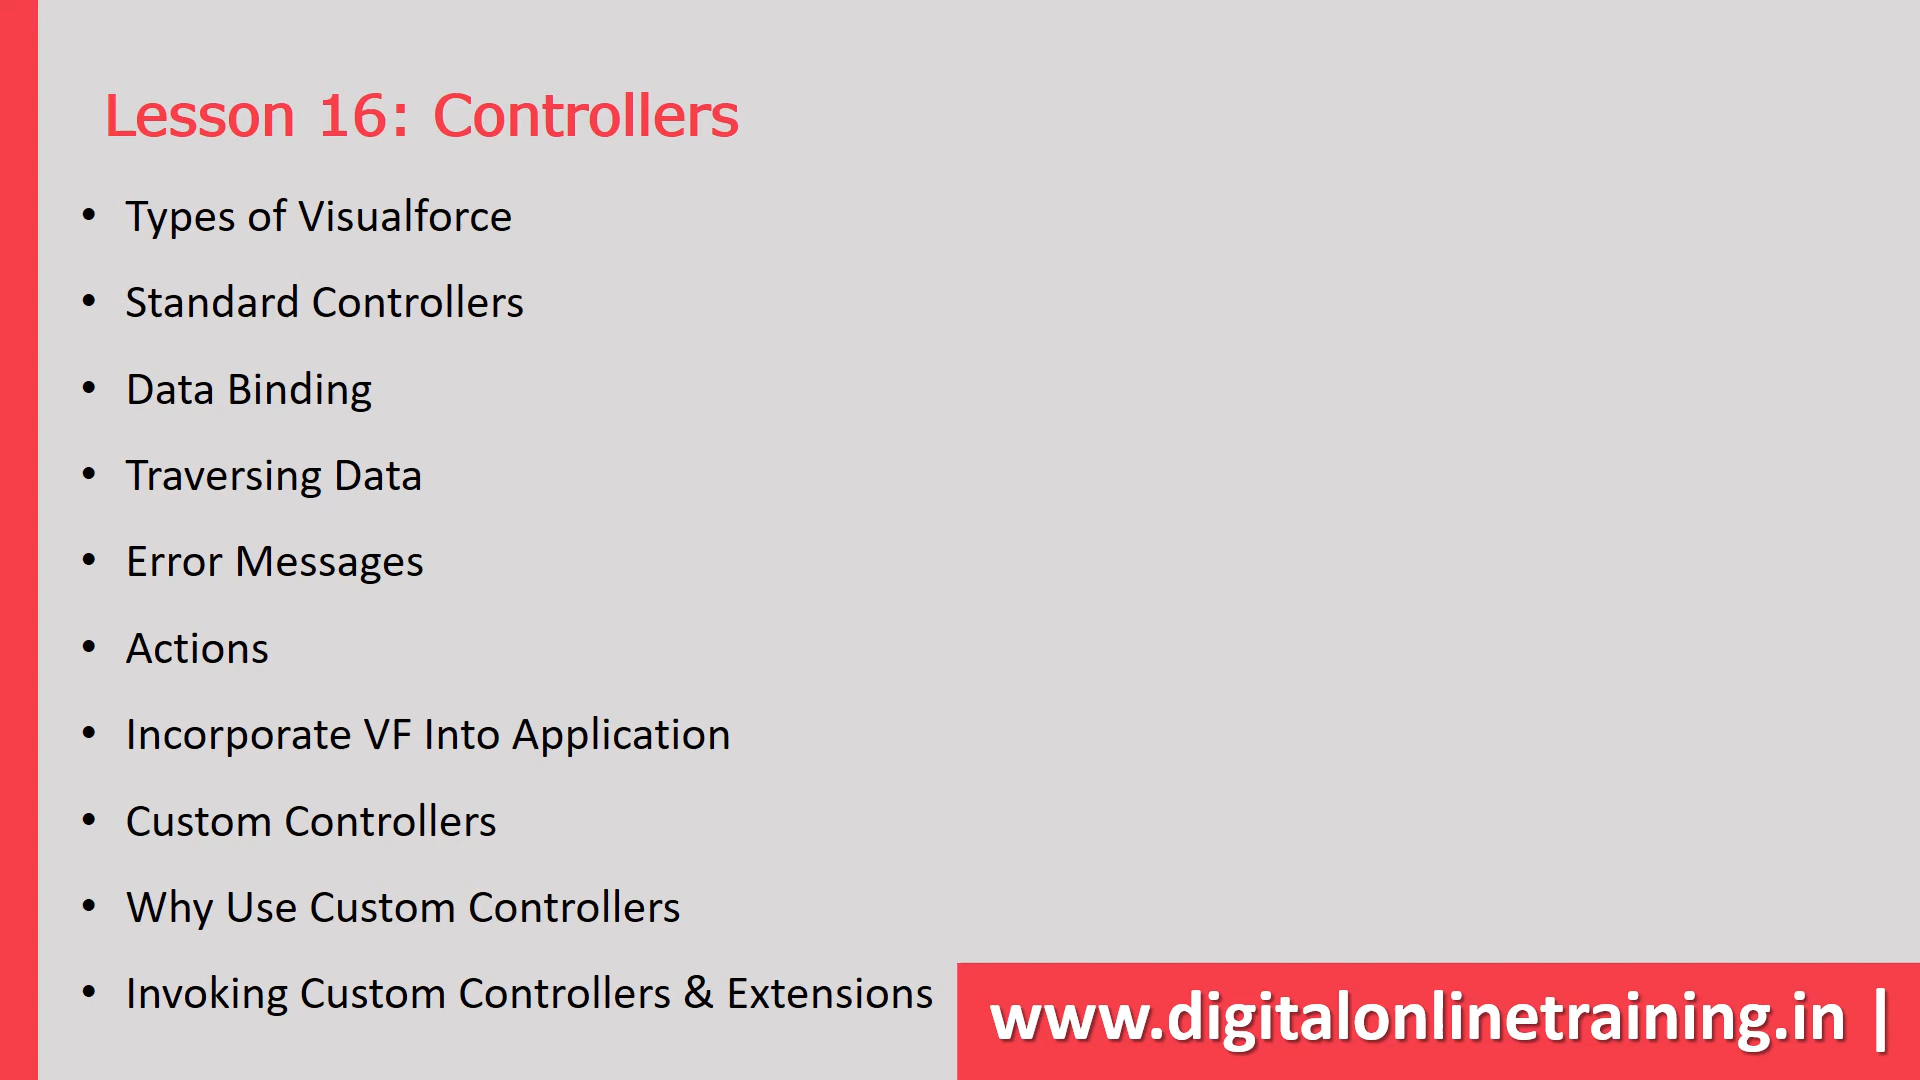 Lesson 16: Controllers
• Types of Visualforce
• Standard Controllers
• Data Binding
• Traversing Data
• Error Messages
• Actions
• Incorporate VF Into Application
• Custom Controllers
• Why Use Custom Controllers
• Invoking Custom Controllers & Extensions
www.digitalonlinetraining.in |